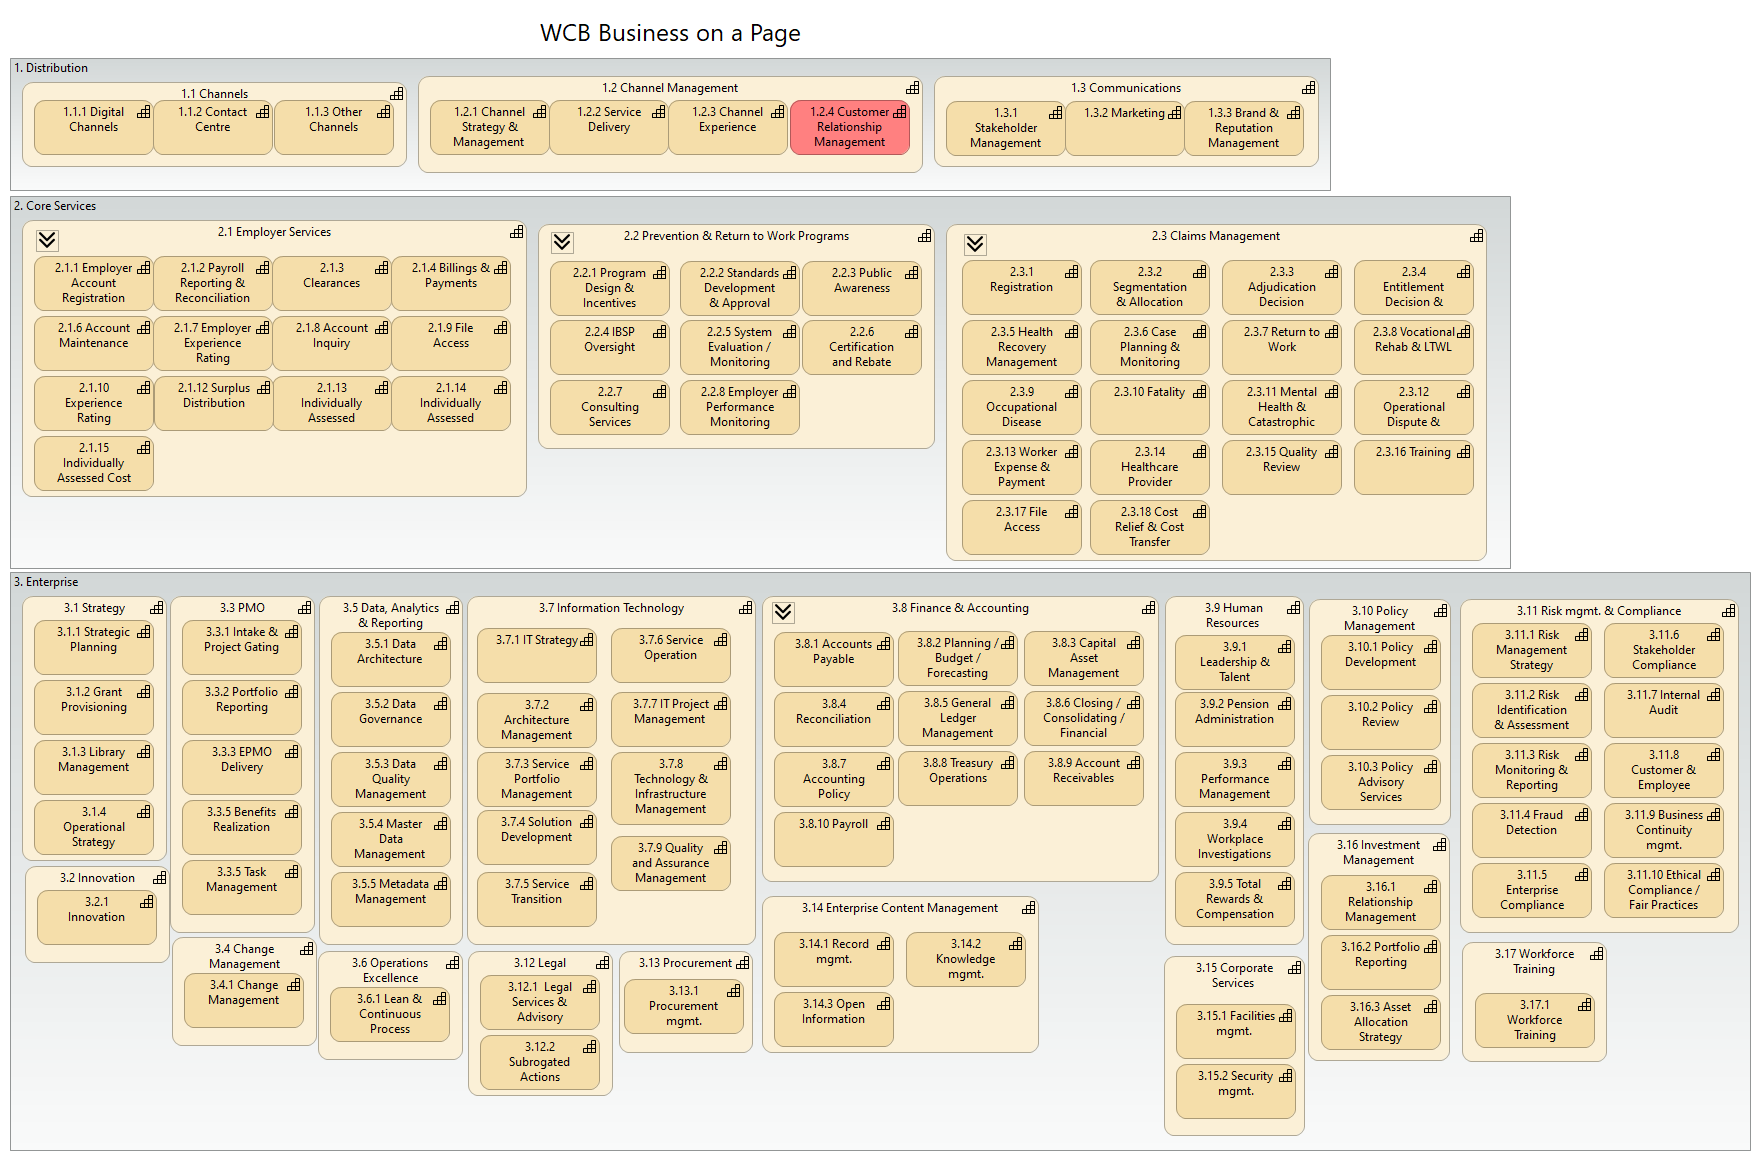 WCB Business on a Page
1. Distribution
1.1 Channels
1.1.1 Digital
Channels
1.1.2 Contact
Centre
1.1.3 Other
Channels
1.2 Channel Management
1.2.1 Channel
Strategy &
Management
1.2.2 Service
Delivery
1.2.3 Channel
Experience
1.2.4 Customer
Relationship
Management
1.3 Communications
1.3.1
Stakeholder
Management
1.3.2 Marketing
1.3.3 Brand &
Reputation
Management
2. Core Services
2.1 Employer Services
2.1.1 Employer
Account
Registration
2.1.2 Payroll
Reporting &
Reconciliation
2.1.3
Clearances
2.1.4 Billings &
Payments
2.1.6 Account
Maintenance
2.1.7 Employer
Experience
Rating
2.1.8 Account
Inquiry
2.1.9 File
Access
2.1.10
Experience
Rating
2.1.12 Surplus
Distribution
2.1.13
Individually
Assessed
2.1.14
Individually
Assessed
2.1.15
Individually
Assessed Cost
2.2 Prevention & Return to Work Programs
2.2.1 Program
Design &
Incentives
2.2.2 Standards
Development
& Approval
2.2.3 Public
Awareness
2.2.4 IBSP
Oversight
2.2.5 System
Evaluation /
Monitoring
2.2.6
Certification
and Rebate
2.2.7
Consulting
Services
2.2.8 Employer
Performance
Monitoring
2.3 Claims Management
2.3.1
Registration
2.3.2
Segmentation
& Allocation
2.3.3
Adjudication
Decision
2.3.4
Entitlement
Decision &
2.3.5 Health
Recovery
Management
2.3.6 Case
Planning &
Monitoring
2.3.7 Return to
Work
2.3.8 Vocational
Rehab & LTWL
2.3.9
Occupational
Disease
2.3.10 Fatality
2.3.11 Mental
Health &
Catastrophic
2.3.12
Operational
Dispute &
2.3.13 Worker
Expense &
Payment
2.3.14
Healthcare
Provider
2.3.15 Quality
Review
2.3.16 Training
2.3.17 File
Access
2.3.18 Cost
Relief & Cost
Transfer
3. Enterprise
3.1 Strategy
3.1.1 Strategic
Planning
3.1.2 Grant
Provisioning
3.1.3 Library
Management
3.1.4
Operational
Strategy
3.2 Innovation
3.2.1
Innovation
3.3 PMO
3.3.1 Intake &
Project Gating
3.3.2 Portfolio
Reporting
3.3.3 EPMO
Delivery
3.3.5 Benefits
Realization
3.3.5 Task
Management
3.4 Change
Management
3.4.1 Change
Management
3.5 Data, Analytics
& Reporting
3.5.1 Data
Architecture
3.5.2 Data
Governance
3.5.3 Data
Quality
Management
3.5.4 Master
Data
Management
3.5.5 Metadata
Management
3.6 Operations
Excellence
3.6.1 Lean &
Continuous
Process
3.7 Information Technology
3.7.1 IT Strategy
3.7.6 Service
Operation
3.7.2
Architecture
Management
3.7.7 IT Project
Management
3.7.3 Service
Portfolio
Management
3.7.8
Technology &
Infrastructure
Management
3.7.4 Solution
Development
3.7.9 Quality
and Assurance
Management
3.7.5 Service
Transition
3.12 Legal
3.12.1 Legal
Services &
Advisory
3.12.2
Subrogated
Actions
3.13 Procurement
3.13.1
Procurement
mgmt.
3.8 Finance & Accounting
3.8.1 Accounts
Payable
3.8.2 Planning /
Budget /
Forecasting
3.8.3 Capital
Asset
Management
3.8.4
Reconciliation
3.8.5 General
Ledger
Management
3.8.6 Closing /
Consolidating /
Financial
3.8.7
Accounting
Policy
3.8.8 Treasury
Operations
3.8.9 Account
Receivables
3.8.10 Payroll
3.14 Enterprise Content Management
3.14.1 Record
mgmt.
3.14.2
Knowledge
mgmt.
3.14.3 Open
Information
3.9 Human
Resources
3.9.1
Leadership &
Talent
3.9.2 Pension
Administration
3.9.3
Performance
Management
3.9.4
Workplace
Investigations
3.9.5 Total
Rewards &
Compensation
3.15 Corporate
Services
3.15.1 Facilities
mgmt.
3.15.2 Security
mgmt.
3.10 Policy
Management
3.10.1 Policy
Development
3.10.2 Policy
Review
3.10.3 Policy
Advisory
Services
3.16 Investment
Management
3.16.1
Relationship
Management
3.16.2 Portfolio
Reporting
3.16.3 Asset
Allocation
Strategy
3.11 Risk mgmt. & Compliance
3.11.1 Risk
Management
Strategy
3.11.6
Stakeholder
Compliance
3.11.2 Risk
Identification
& Assessment
3.11.7 Internal
Audit
3.11.3 Risk
Monitoring &
Reporting
3.11.8
Customer &
Employee
3.11.4 Fraud
Detection
3.11.9 Business
Continuity
mgmt.
3.11.5
Enterprise
Compliance
3.11.10 Ethical
Compliance /
Fair Practices
3.17 Workforce
Training
3.17.1
Workforce
Training